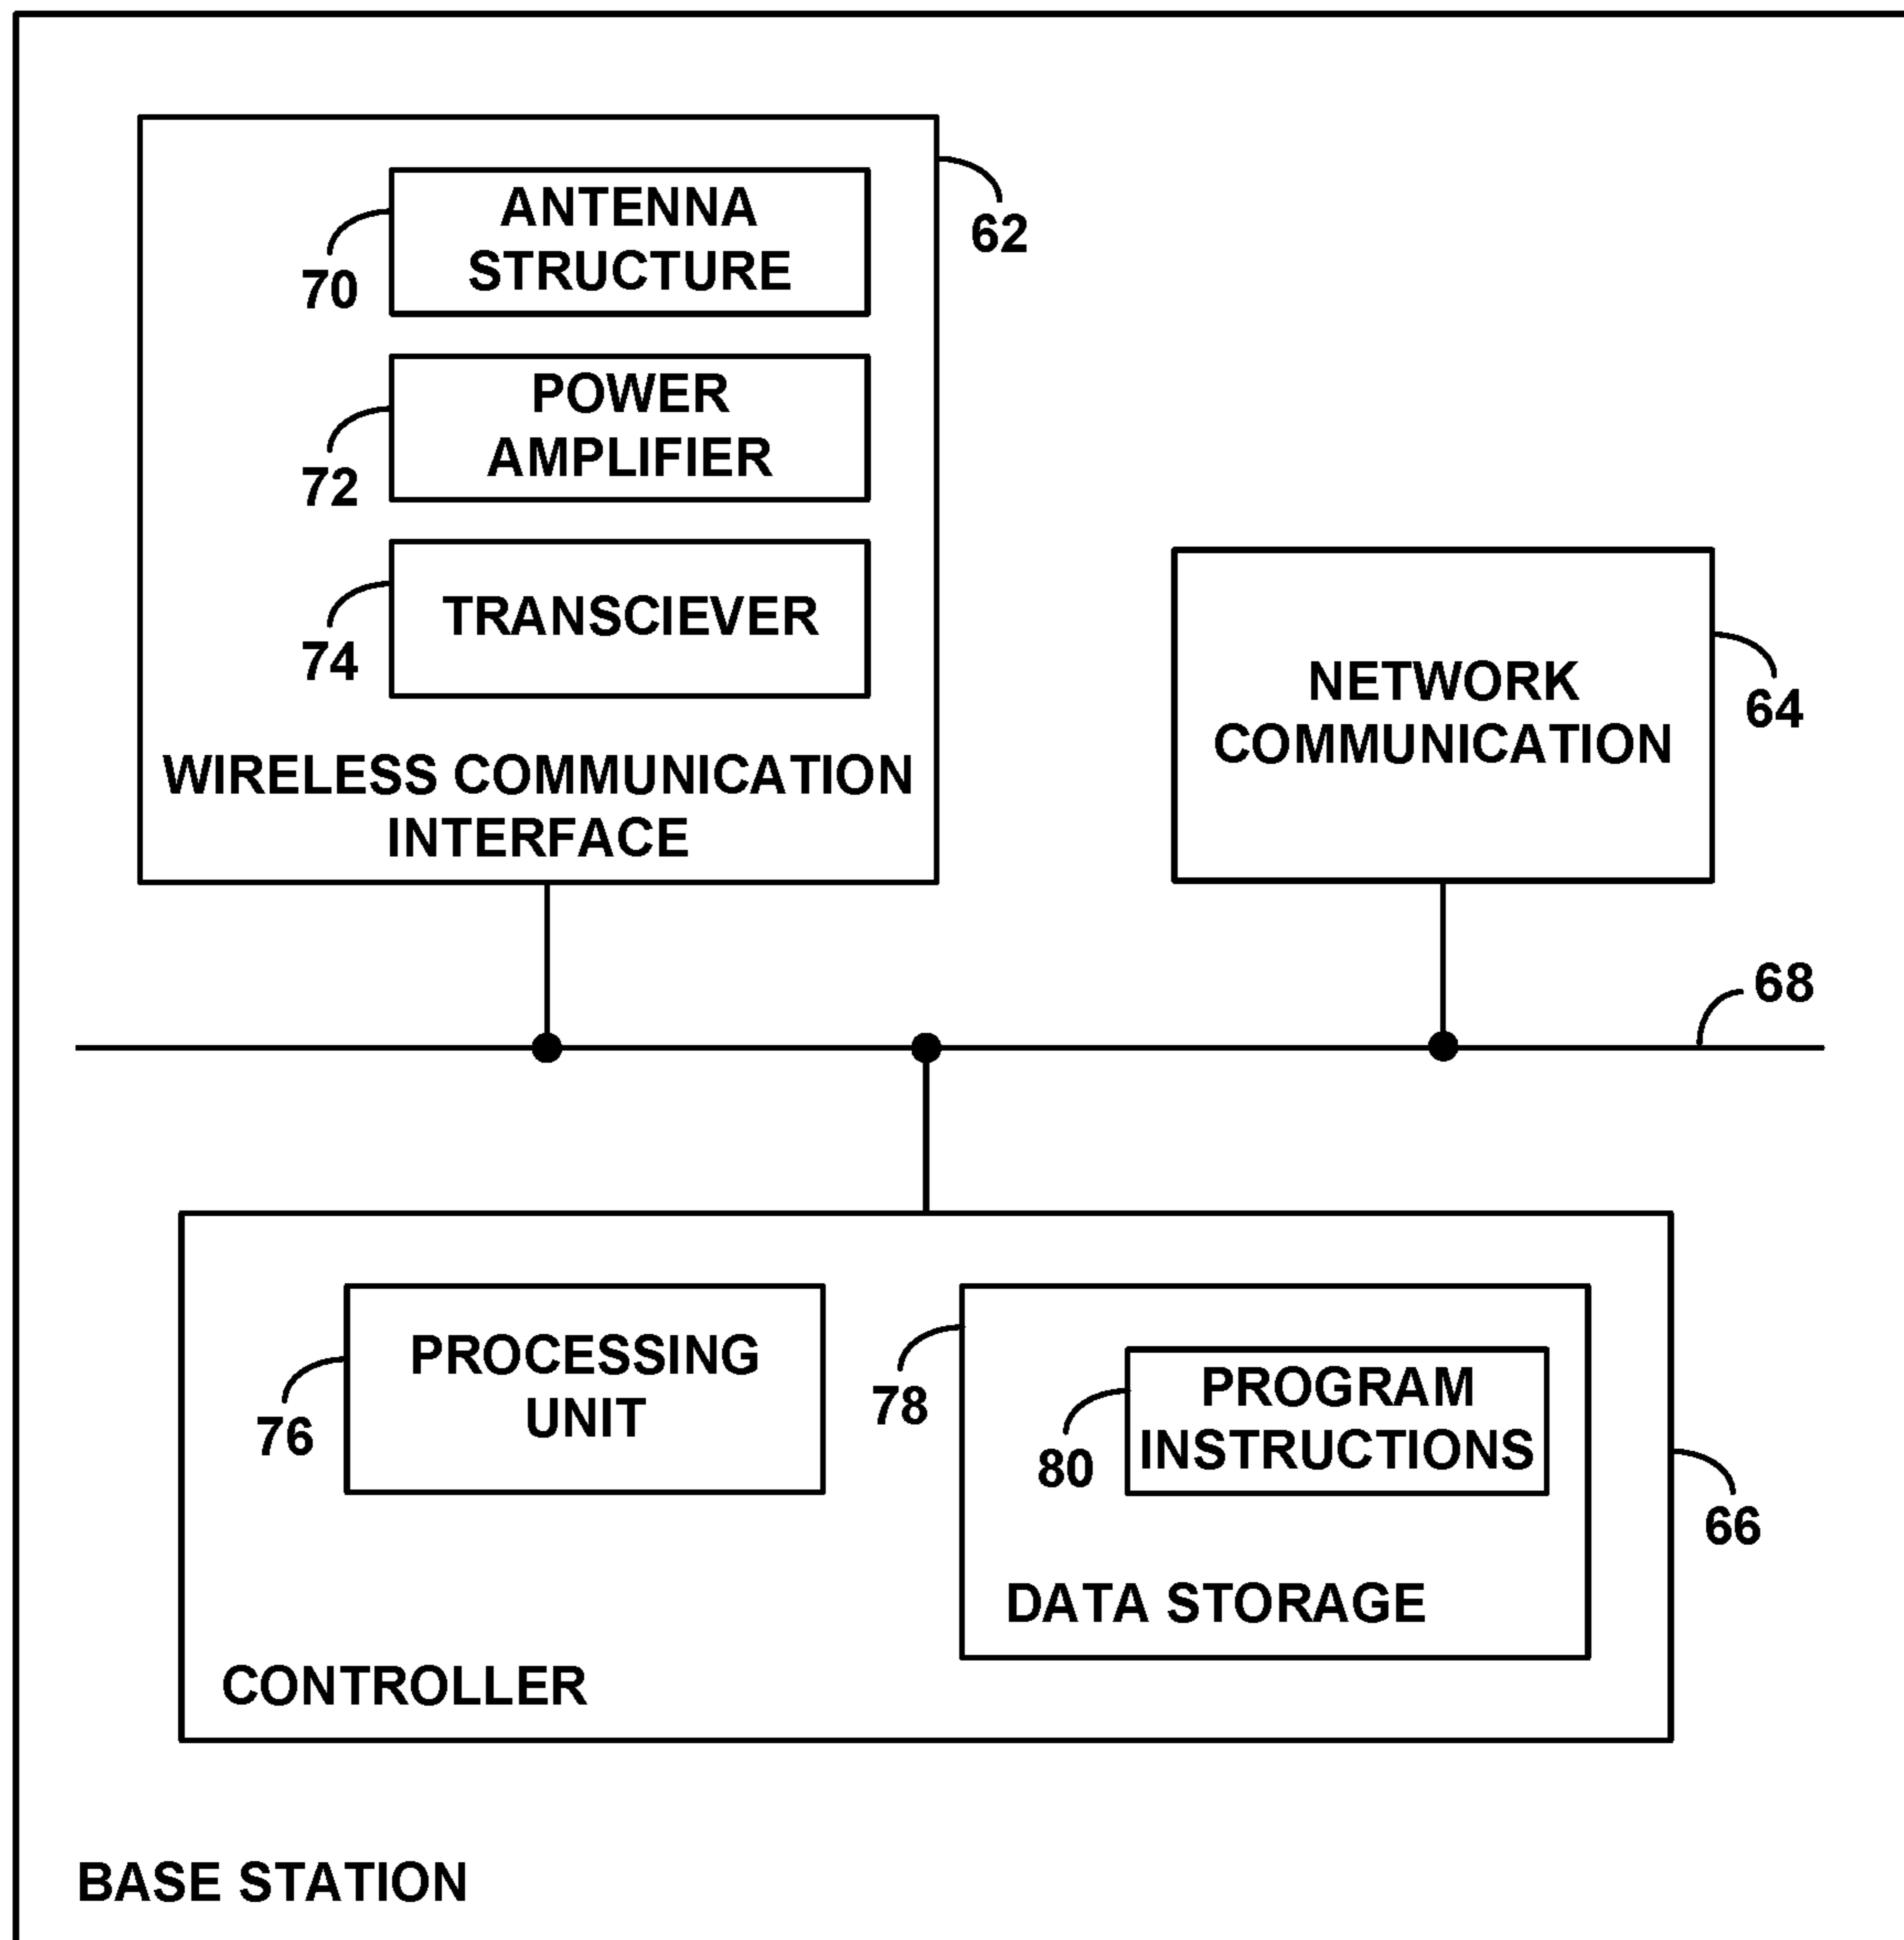 ANTENNA
STRUCTURE
70
62
POWER
AMPLIFIER
72
TRANSCIEVER
74
WIRELESS COMMUNICATION
INTERFACE
NETWORK
COMMUNICATION
64
68
PROCESSING
UNIT
76
PROGRAM
INSTRUCTIONS
78
80
DATA STORAGE
66
CONTROLLER
BASE STATION